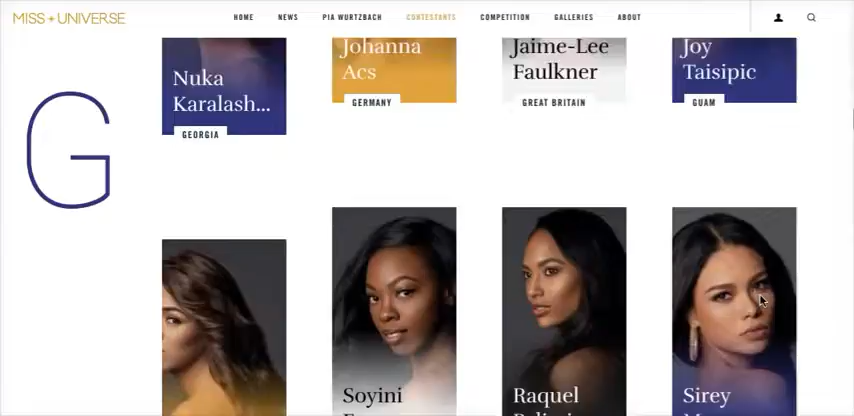 MISS + UNIVERSE
HOME NEWS PIA WURTZBACH CONTESTANTS COMPETITION GALLERIES ABOUT
G
Nuka
Karalash...
GEORGIA
Johanna
Acs
GERMANY
Jaime-Lee
Faulkner
GREAT BRITAIN
Joy
Taisipic
GUAM
Soyini
Raquel
Sirey